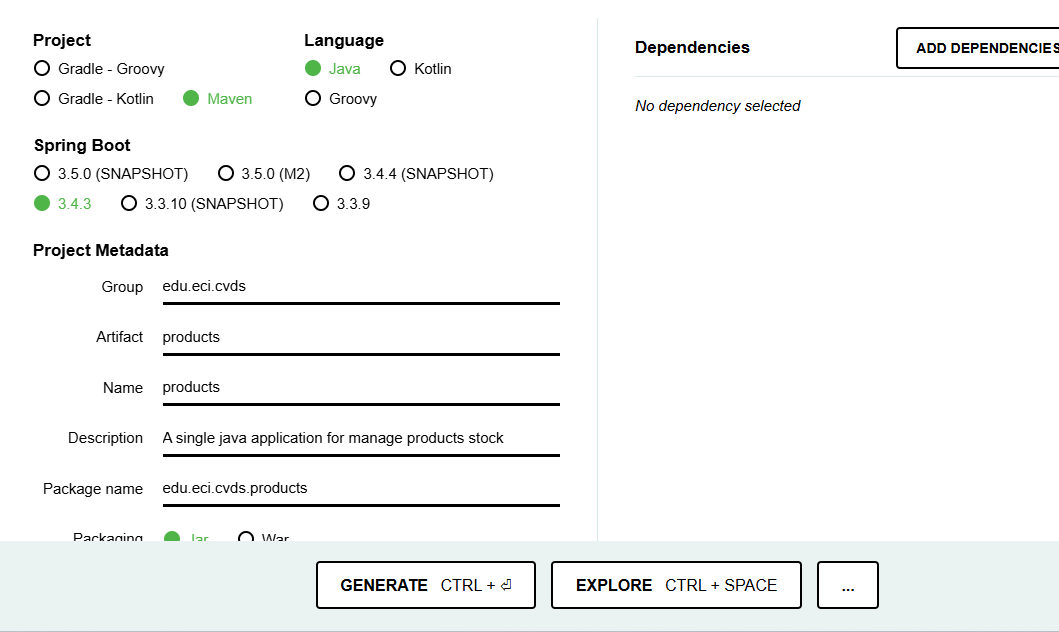 Project
Gradle - Groovy
Gradle - Kotlin Maven
Language
Java Kotlin
Groovy
Spring Boot
3.5.0 (SNAPSHOT) 3.5.0 (M2) 3.4.4 (SNAPSHOT)
3.4.3 3.3.10 (SNAPSHOT) 3.3.9
Project Metadata
Group edu.eci.cvds
Artifact products
Name products
Description A single java application for manage products stock
Package name edu.eci.cvds.products
Packaging Jar War
Dependencies ADD DEPENDENCIES
No dependency selected
GENERATE CTRL + ⏎ EXPLORE CTRL + SPACE ...